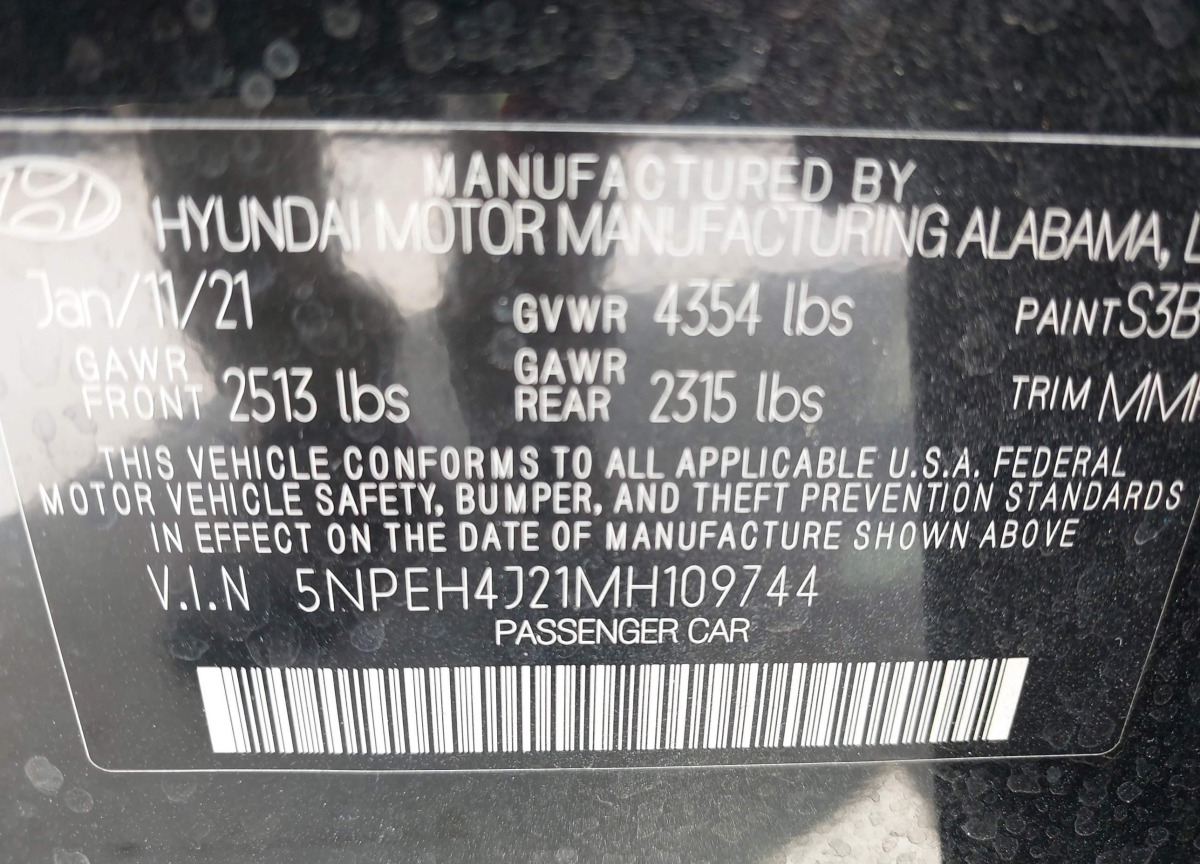 MANUFACTURED BY
HYUNDAI MOTOR MANUFACTURING ALABAMA,
Jan/11/21 GVWR 4354 lbs PAINT S3B
GAWR FRONT 2513 lbs GAWR REAR 2315 lbs TRIM MM
THIS VEHICLE CONFORMS TO ALL APPLICABLE U.S.A. FEDERAL
MOTOR VEHICLE SAFETY, BUMPER, AND THEFT PREVENTION STANDARDS
IN EFFECT ON THE DATE OF MANUFACTURE SHOWN ABOVE
V.I.N 5NPEH4J21MH109744
PASSENGER CAR